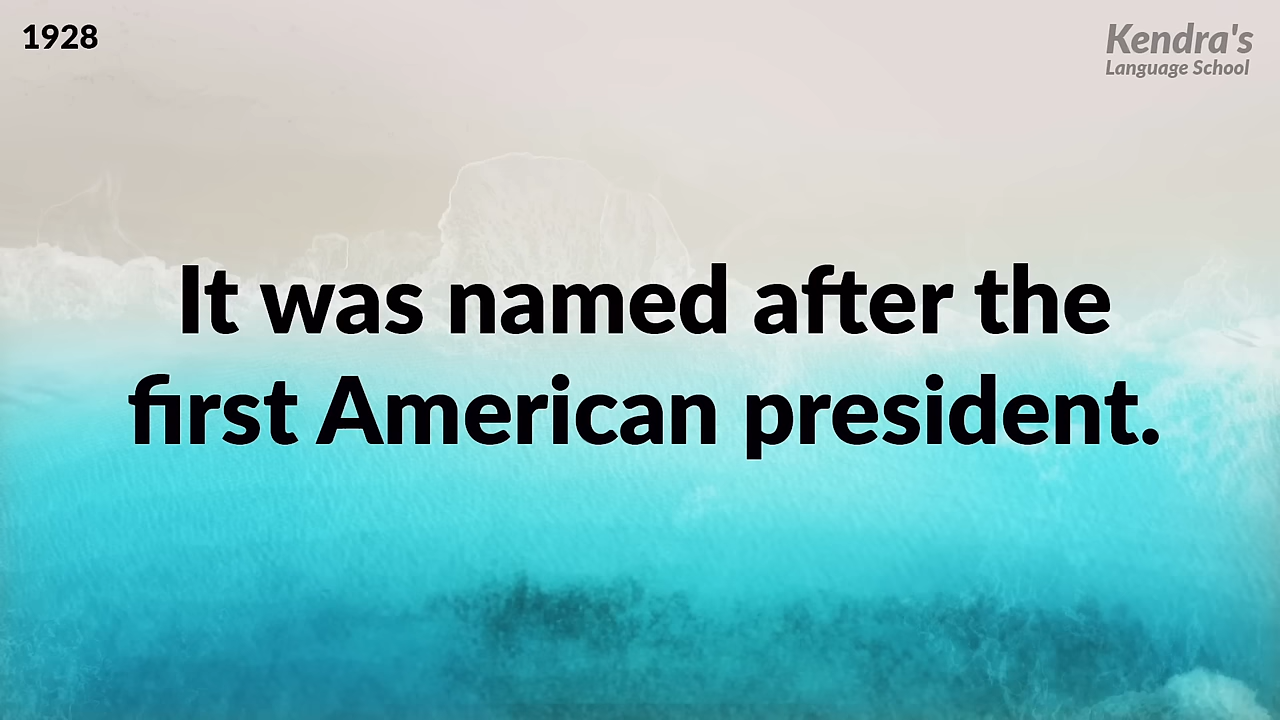 1928
Kendra's
Language School
It was named after the
first American president.